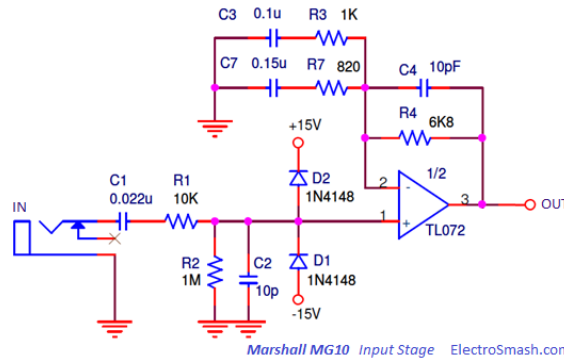 C3 0.1u R3 1K
C7 0.15u R7 820
C4 10pF
R4
6K8
+15V
D2
1N4148
1/2
2
-
3
1
+
TL072
OUT
C1
0.022u
R1
10K
IN
R2
1M
C2
10p
D1
1N4148
-15V
Marshall MG10 Input Stage ElectroSmash.com